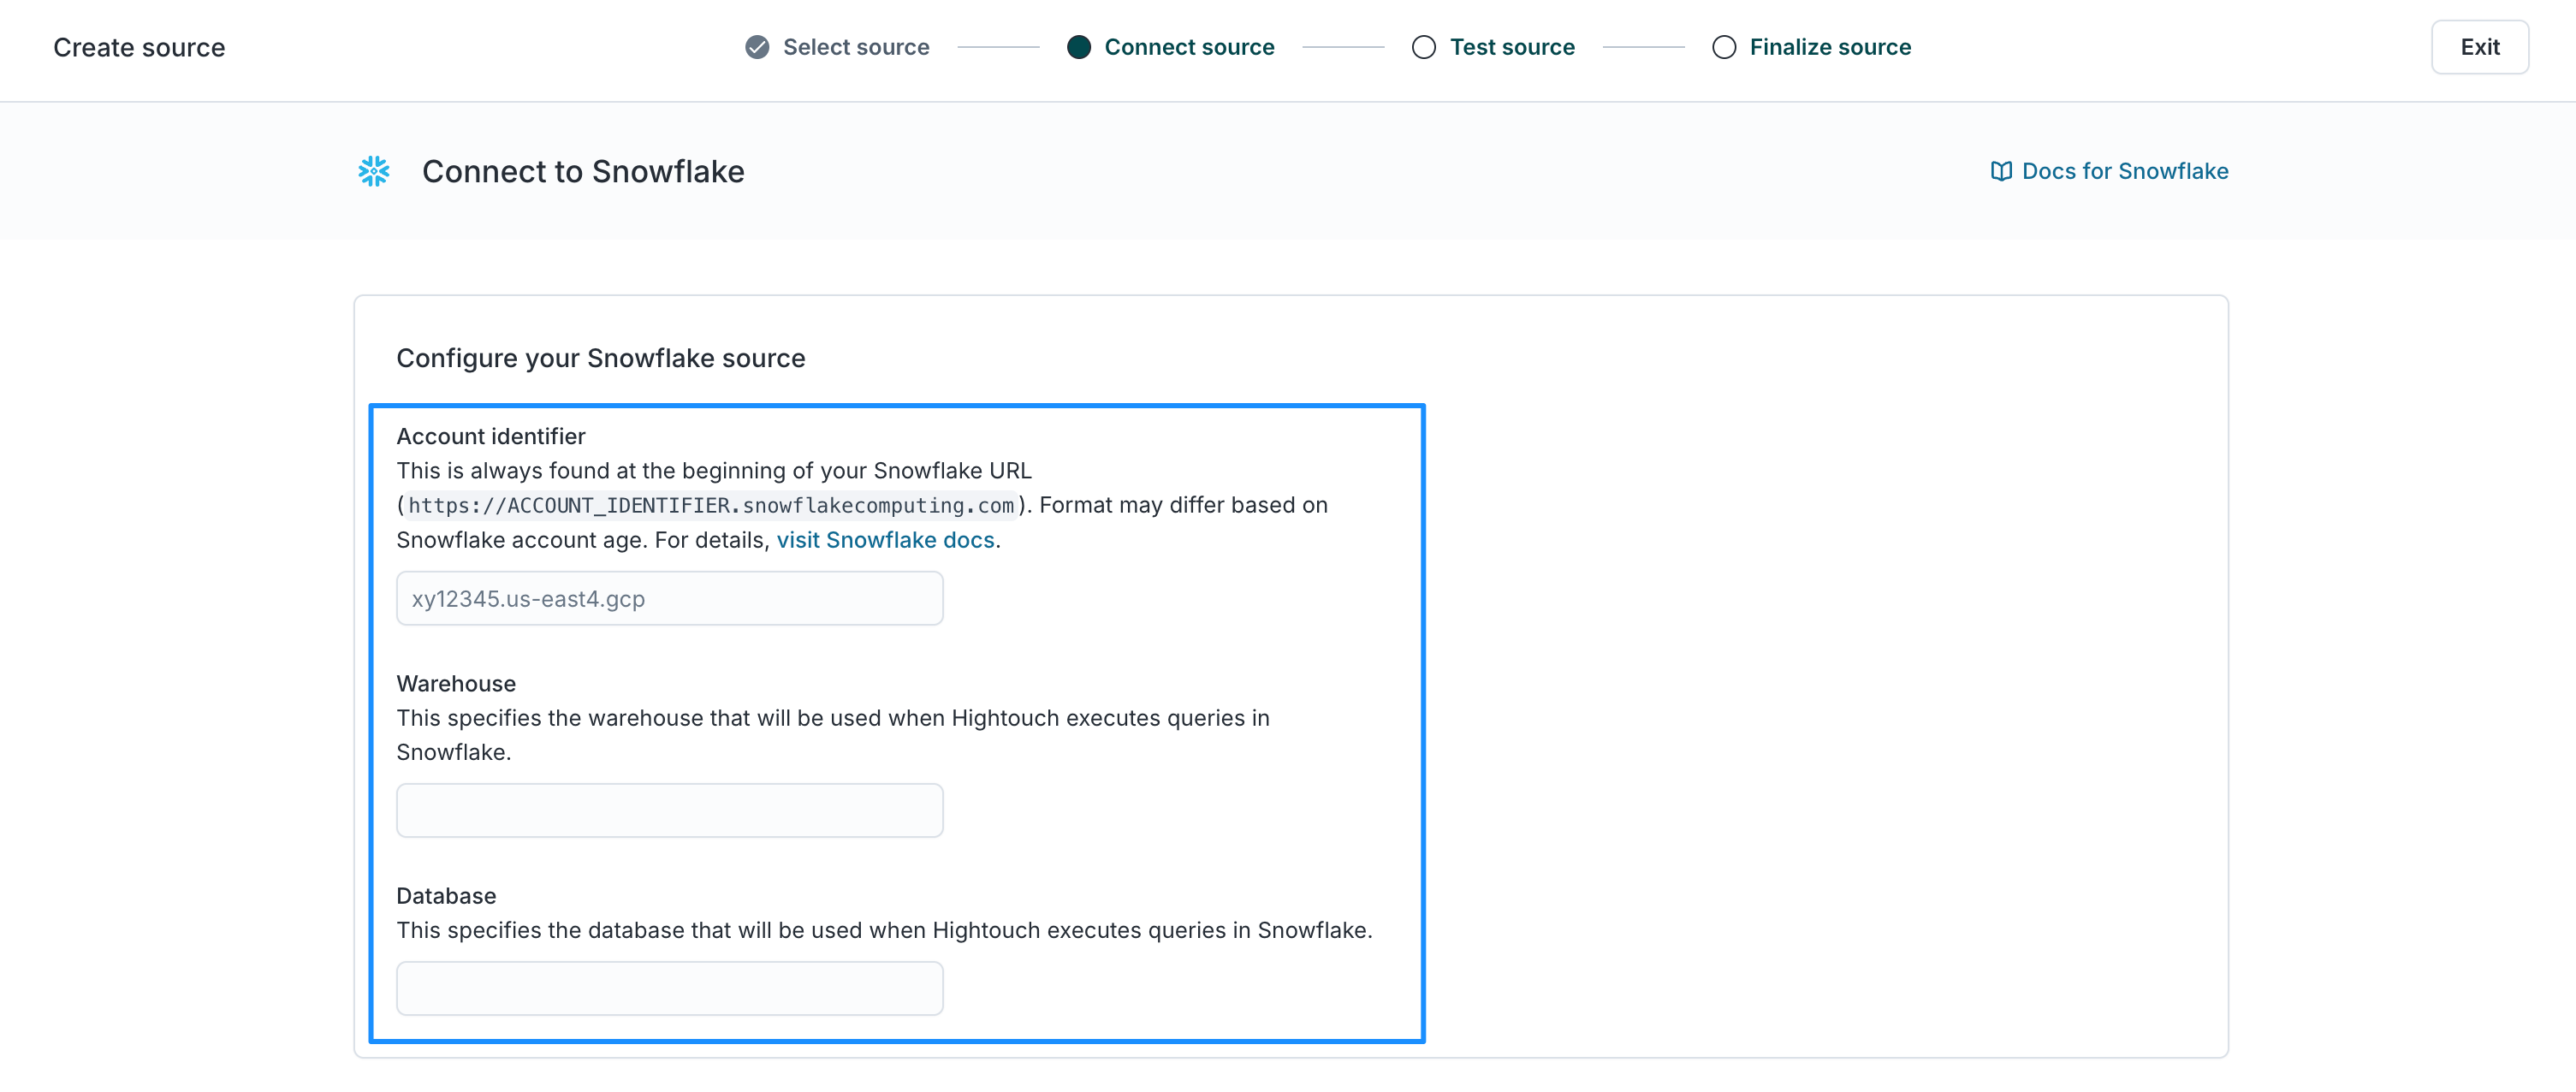 Create source
Select source
Connect source
Test source
Finalize source
Exit
Connect to Snowflake
Docs for Snowflake
Configure your Snowflake source
Account identifier
This is always found at the beginning of your Snowflake URL
(https://ACCOUNT_IDENTIFIER.snowflakecomputing.com). Format may differ based on
Snowflake account age. For details, visit Snowflake docs.
xy12345.us-east4.gcp
Warehouse
This specifies the warehouse that will be used when Hightouch executes queries in
Snowflake.
Database
This specifies the database that will be used when Hightouch executes queries in Snowflake.